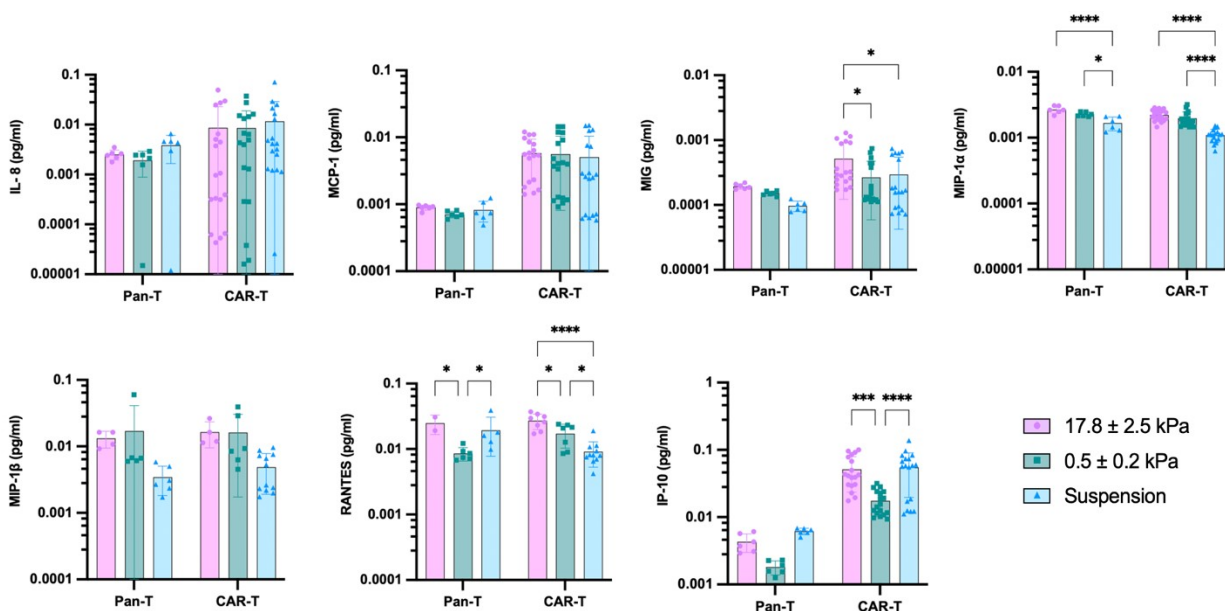 IL- 8 (pg/ml)
0.1
0.01
0.001
0.0001
0.00001
Pan-T CAR-T
MCP-1 (pg/ml)
0.1
0.01
0.001
0.0001
Pan-T CAR-T
MIG (pg/ml)
0.01
0.001
0.0001
0.00001
*
*
Pan-T CAR-T
MIP-1α (pg/ml)
0.01
0.001
0.0001
0.00001
**** ****
* ****
Pan-T CAR-T
MIP-1β (pg/ml)
0.1
0.01
0.001
0.0001
Pan-T CAR-T
RANTES (pg/ml)
0.1
0.01
0.01
0.0001
****
* * * *
Pan-T CAR-T
IP-10 (pg/ml)
1
0.1
0.01
0.001
*** ****
Pan-T CAR-T
17.8 ± 2.5 kPa
0.5 ± 0.2 kPa
Suspension